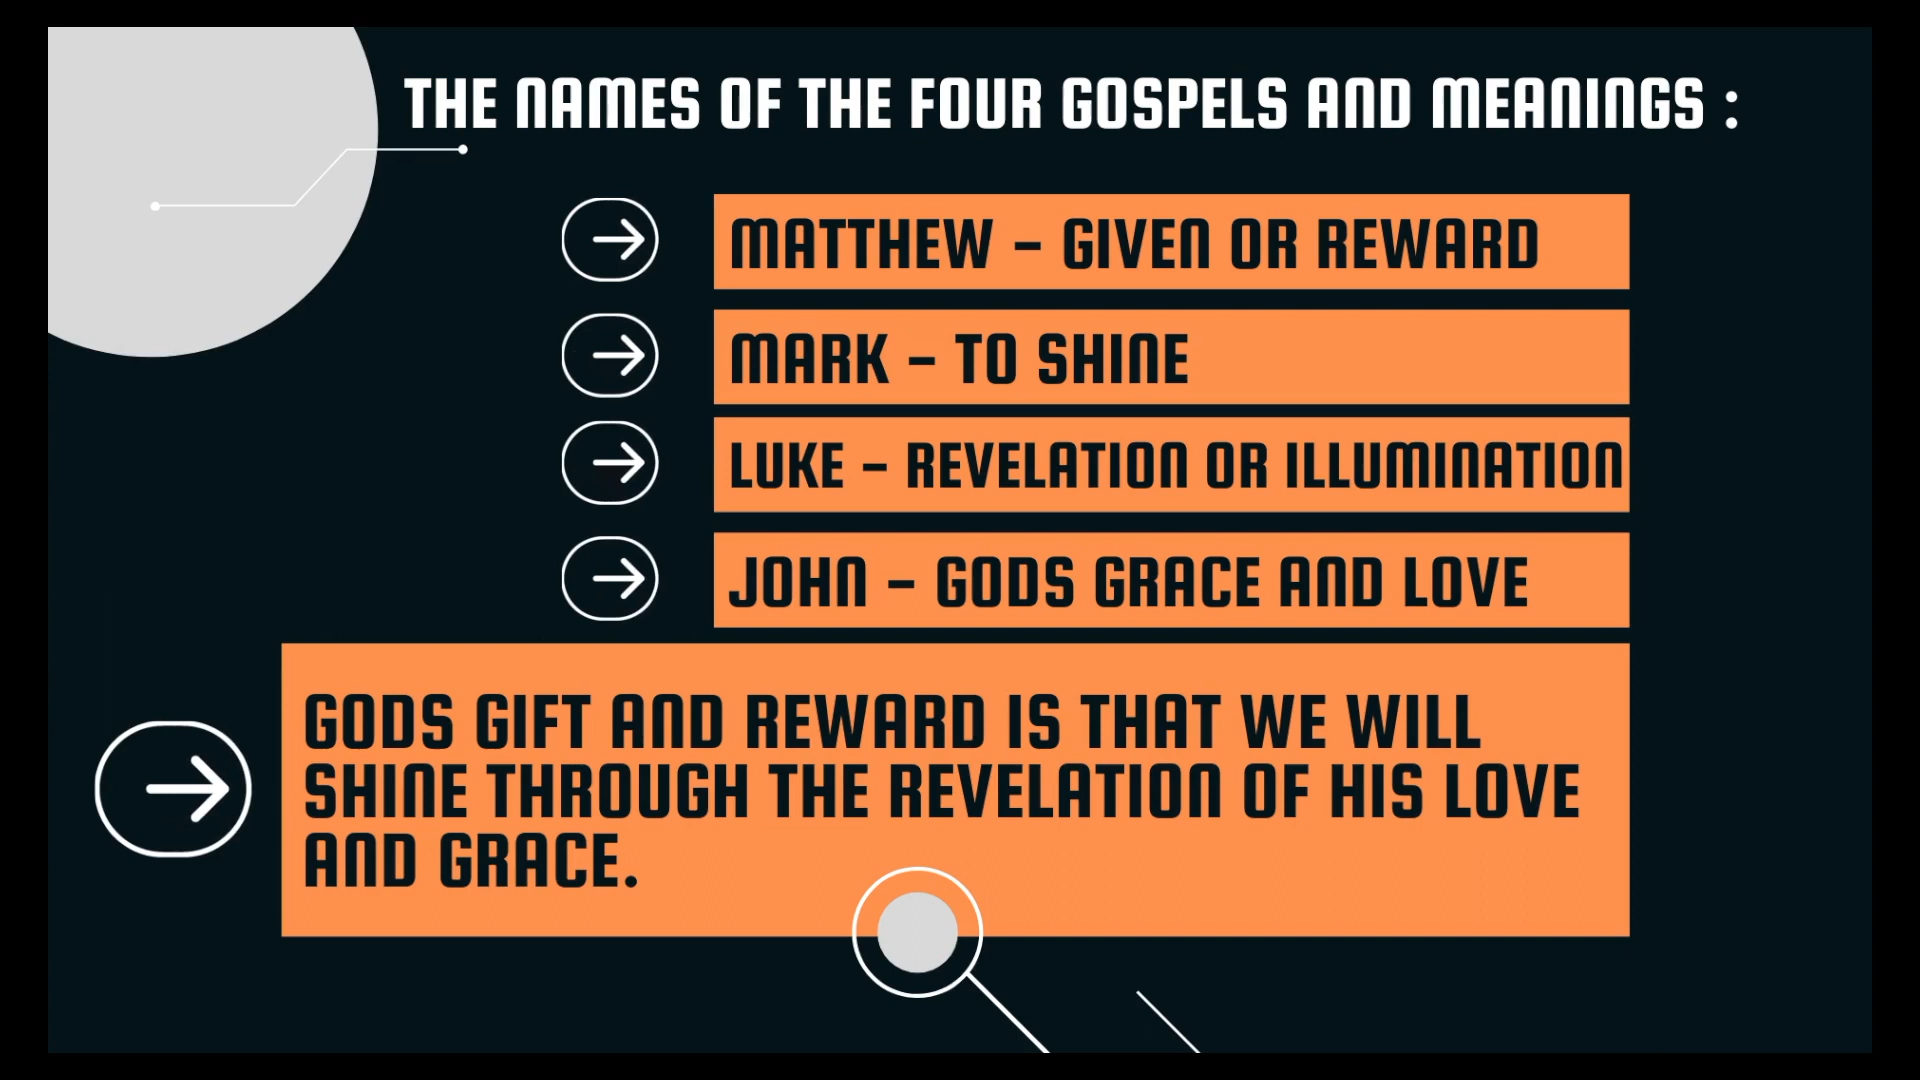 THE NAMES OF THE FOUR GOSPELS AND MEANINGS :
MATTHEW – GIVEN OR REWARD
MARK – TO SHINE
LUKE – REVELATION OR ILLUMINATION
JOHN – GODS GRACE AND LOVE
GODS GIFT AND REWARD IS THAT WE WILL
SHINE THROUGH THE REVELATION OF HIS LOVE
AND GRACE.